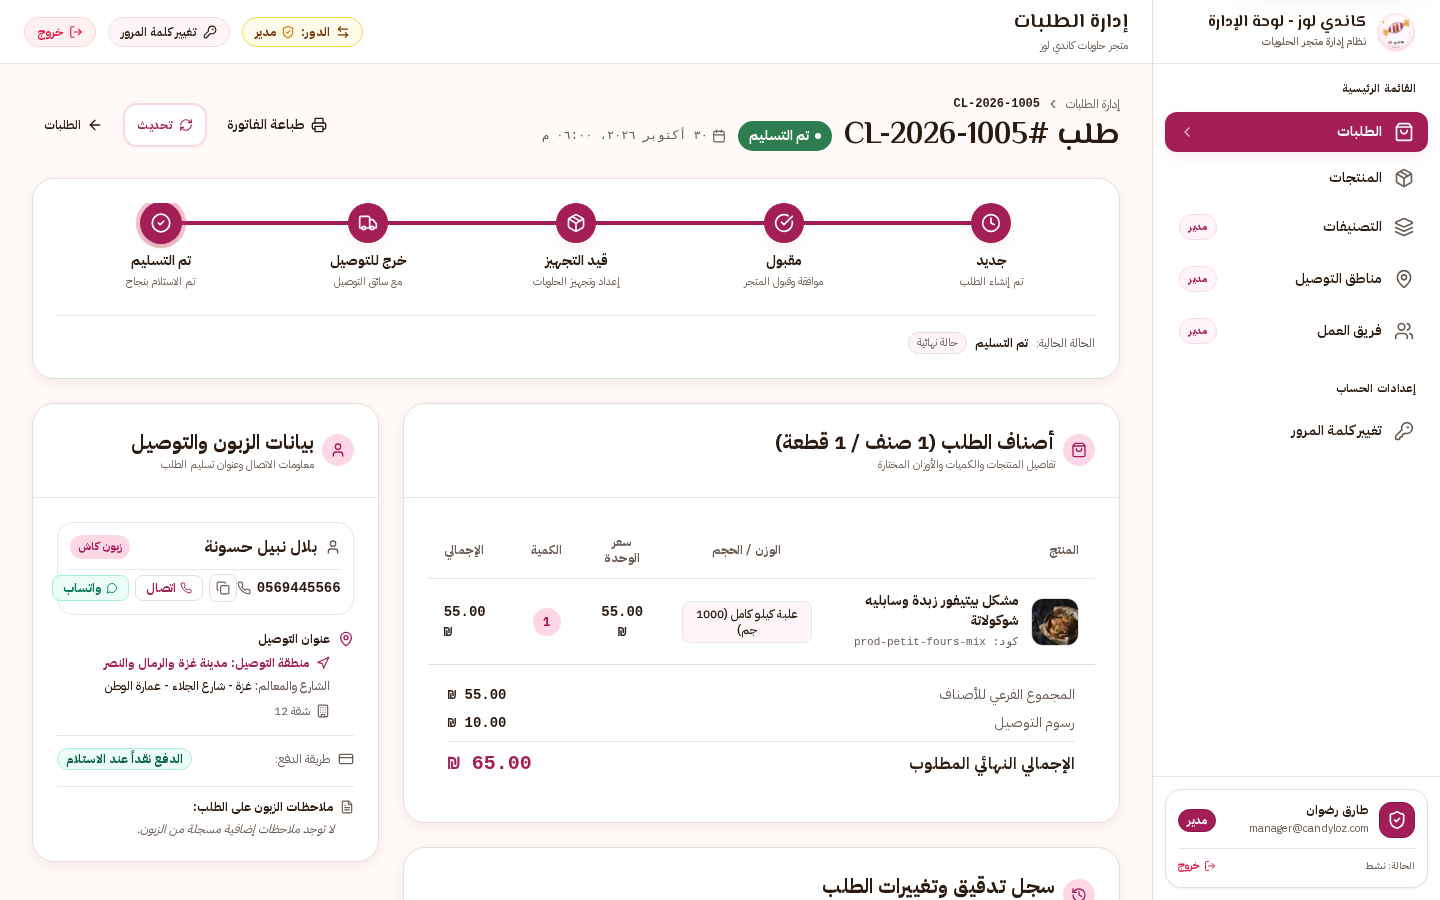 كاندي لوز - لوحة الإدارة
نظام إدارة متجر الحلويات
القائمة الرئيسية
الطلبات
المنتجات
التصنيفات
مدير
مناطق التوصيل
مدير
فريق العمل
مدير
إعدادات الحساب
تغيير كلمة المرور
طارق رضوان
manager@candyloz.com
مدير
الحالة: نشط
خروج
إدارة الطلبات
متجر حلويات كاندي لوز
الدور: مدير
تغيير كلمة المرور
خروج
إدارة الطلبات
CL-2026-1005
طلب #CL-2026-1005
تم التسليم
٣٠ أكتوبر ٢٠٢٦، ٠٦:٠٠ م
طباعة الفاتورة
تحديث
الطلبات
جديد
تم إنشاء الطلب
مقبول
موافقة وقبول المتجر
قيد التجهيز
إعداد وتجهيز الحلويات
خرج للتوصيل
مع سائق التوصيل
تم التسليم
تم الاستلام بنجاح
الحالة الحالية: تم التسليم
حالة نهائية
أصناف الطلب (1 صنف / 1 قطعة)
تفاصيل المنتجات والكميات والأوزان المختارة
المنتج
الوزن / الحجم
سعر الوحدة
الكمية
الإجمالي
مشكل بيتيفور زبدة وسابليه شوكولاتة
كود: prod-petit-fours-mix
علبة كيلو كامل (1000 جم)
55.00 ₪
1
55.00 ₪
المجموع الفرعي للأصناف
55.00 ₪
رسوم التوصيل
10.00 ₪
الإجمالي النهائي المطلوب
65.00 ₪
سجل تدقيق وتغييرات الطلب
بيانات الزبون والتوصيل
معلومات الاتصال وعنوان تسليم الطلب
بلال نبيل حسونة
زبون كاش
0569445566
اتصال
واتساب
عنوان التوصيل
منطقة التوصيل: مدينة غزة والرمال والنصر
الشارع والمعالم: غزة - شارع الجلاء - عمارة الوطن
شقة 12
طريقة الدفع:
الدفع نقداً عند الاستلام
ملاحظات الزبون على الطلب:
لا توجد ملاحظات إضافية مسجلة من الزبون.